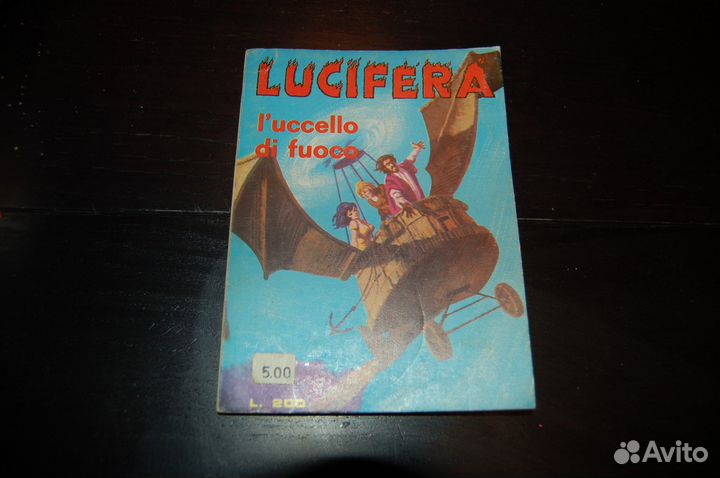 LUCIFERA
l'uccello
di fuoco
5.00
L. 200
Avito